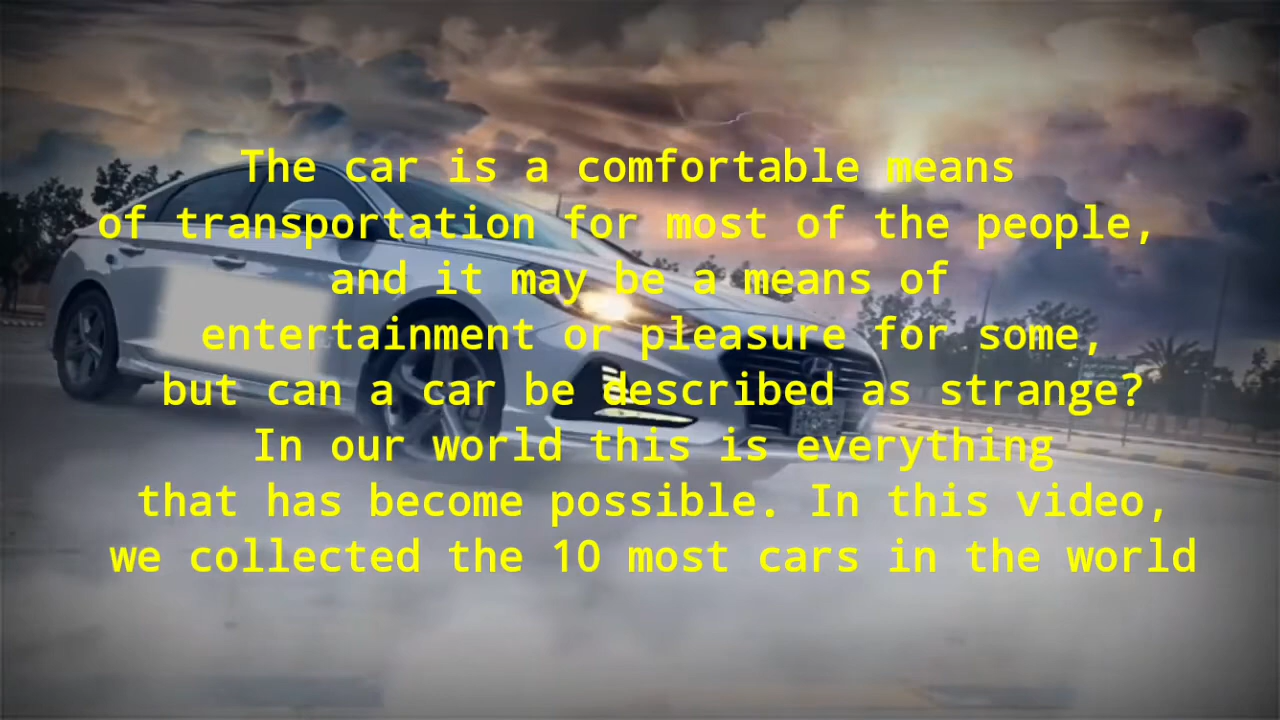 The car is a comfortable means
of transportation for most of the people,
and it may be a means of
entertainment or pleasure for some,
but can a car be described as strange?
In our world this is everything
that has become possible. In this video,
we collected the 10 most cars in the world